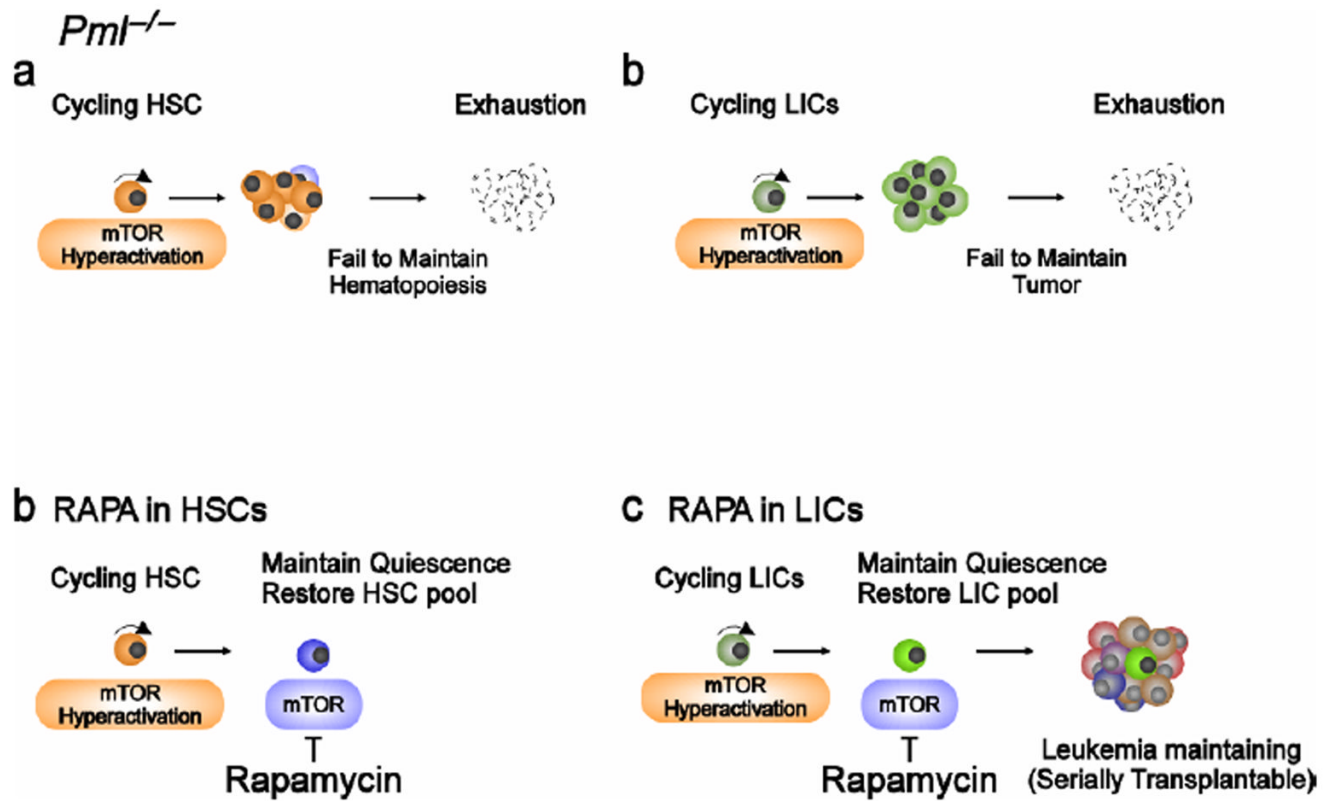 Pml−/−
a
Cycling HSC
Exhaustion
mTOR
Hyperactivation
Fail to Maintain
Hematopoiesis
b
Cycling LICs
Exhaustion
mTOR
Hyperactivation
Fail to Maintain
Tumor
b RAPA in HSCs
Cycling HSC
Maintain Quiescence
Restore HSC pool
mTOR
Hyperactivation
mTOR
Rapamycin
c RAPA in LICs
Cycling LICs
Maintain Quiescence
Restore LIC pool
mTOR
Hyperactivation
mTOR
Rapamycin
Leukemia maintaining
(Serially Transplantable)